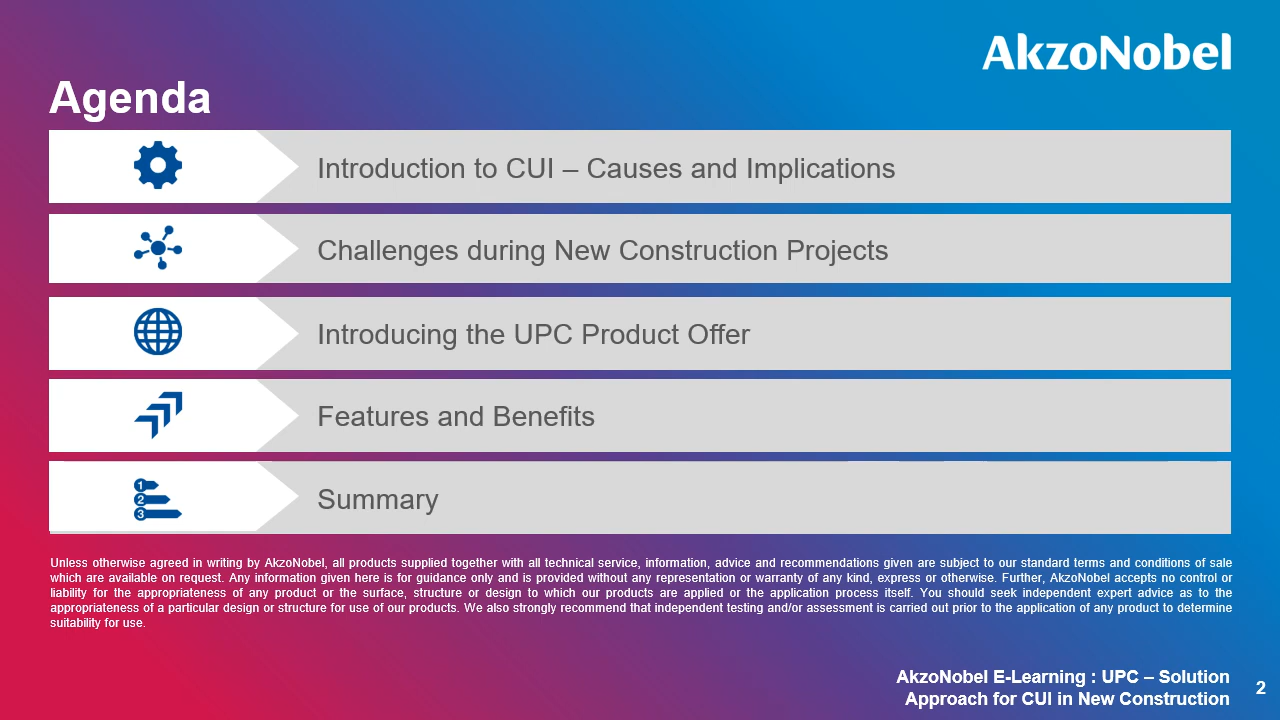 AkzoNobel
Agenda
Introduction to CUI – Causes and Implications
Challenges during New Construction Projects
Introducing the UPC Product Offer
Features and Benefits
1
2
3
Summary
Unless otherwise agreed in writing by AkzoNobel, all products supplied together with all technical service, information, advice and recommendations given are subject to our standard terms and conditions of sale
which are available on request. Any information given here is for guidance only and is provided without any representation or warranty of any kind, express or otherwise. Further, AkzoNobel accepts no control or
liability for the appropriateness of any product or the surface, structure or design to which our products are applied or the application process itself. You should seek independent expert advice as to the
appropriateness of a particular design or structure for use of our products. We also strongly recommend that independent testing and/or assessment is carried out prior to the application of any product to determine
suitability for use.
AkzoNobel E-Learning : UPC – Solution
Approach for CUI in New Construction
2